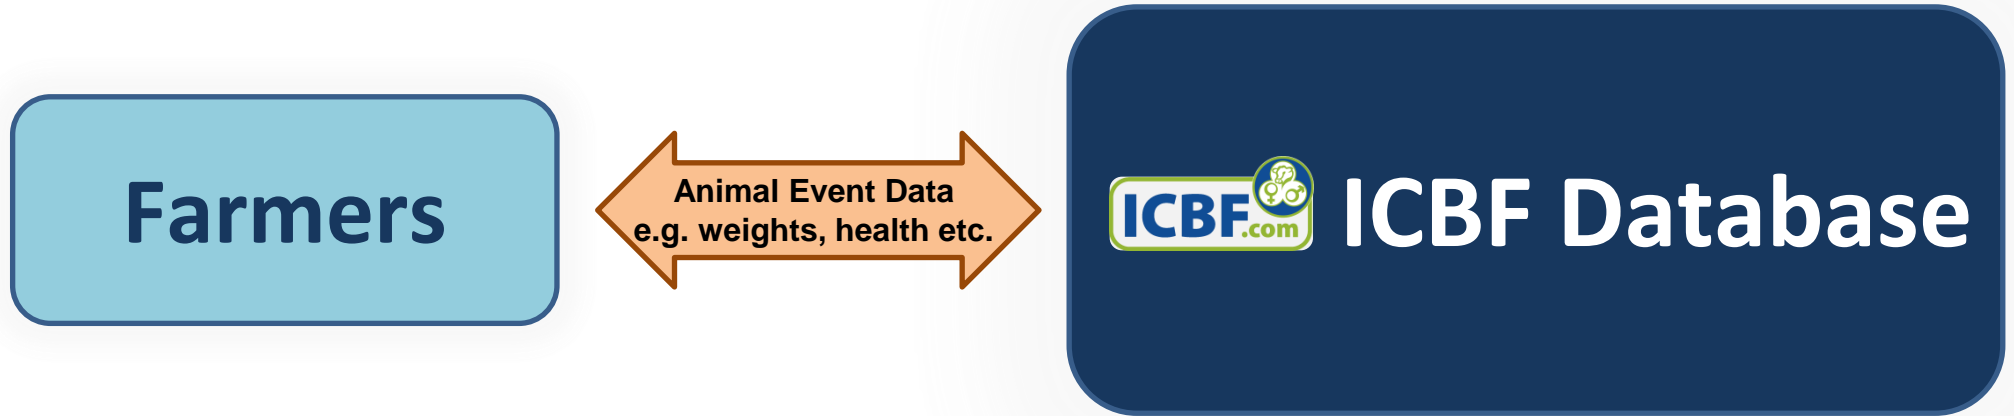 Farmers
Animal Event Data
e.g. weights, health etc.
ICBF.com
ICBF Database